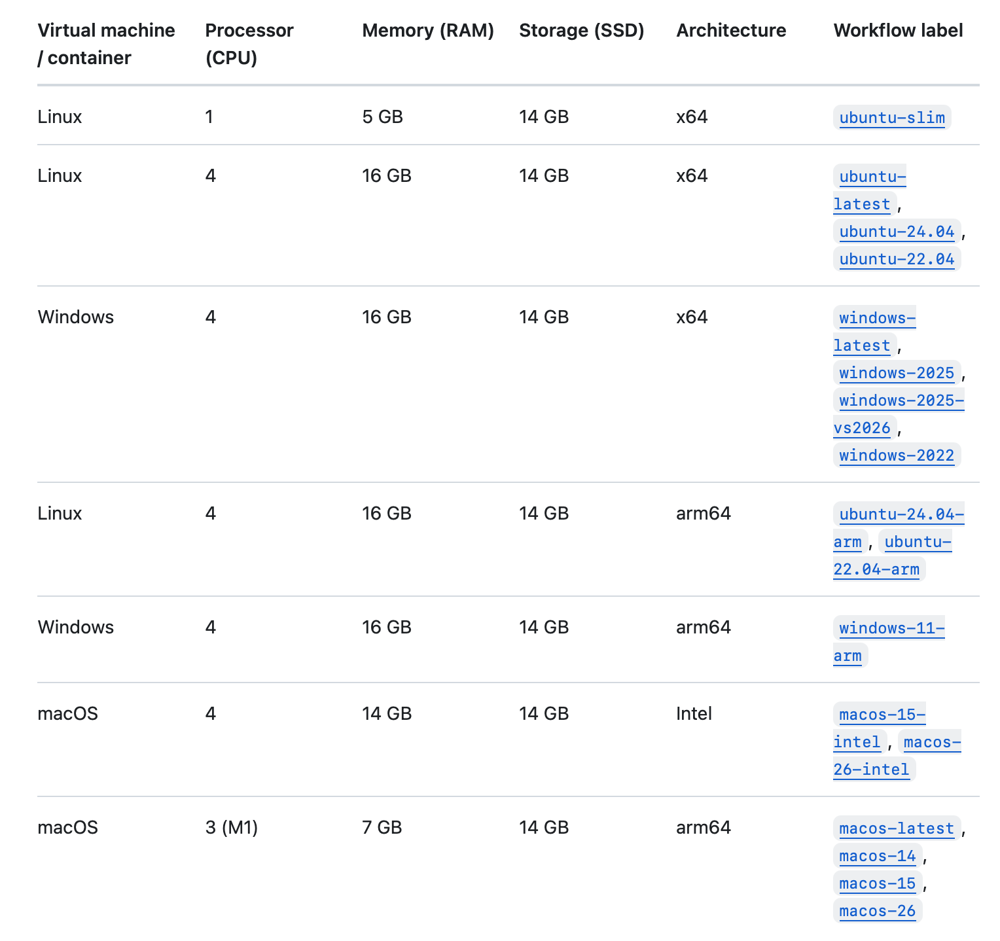 Virtual machine / container	Processor (CPU)	Memory (RAM)	Storage (SSD)	Architecture	Workflow label
Linux	1	5 GB	14 GB	x64	ubuntu-slim
Linux	4	16 GB	14 GB	x64	ubuntu-latest, ubuntu-24.04, ubuntu-22.04
Windows	4	16 GB	14 GB	x64	windows-latest, windows-2025, windows-2025-vs2026, windows-2022
Linux	4	16 GB	14 GB	arm64	ubuntu-24.04-arm, ubuntu-22.04-arm
Windows	4	16 GB	14 GB	arm64	windows-11-arm
macOS	4	14 GB	14 GB	Intel	macos-15-intel, macos-26-intel
macOS	3 (M1)	7 GB	14 GB	arm64	macos-latest, macos-14, macos-15, macos-26